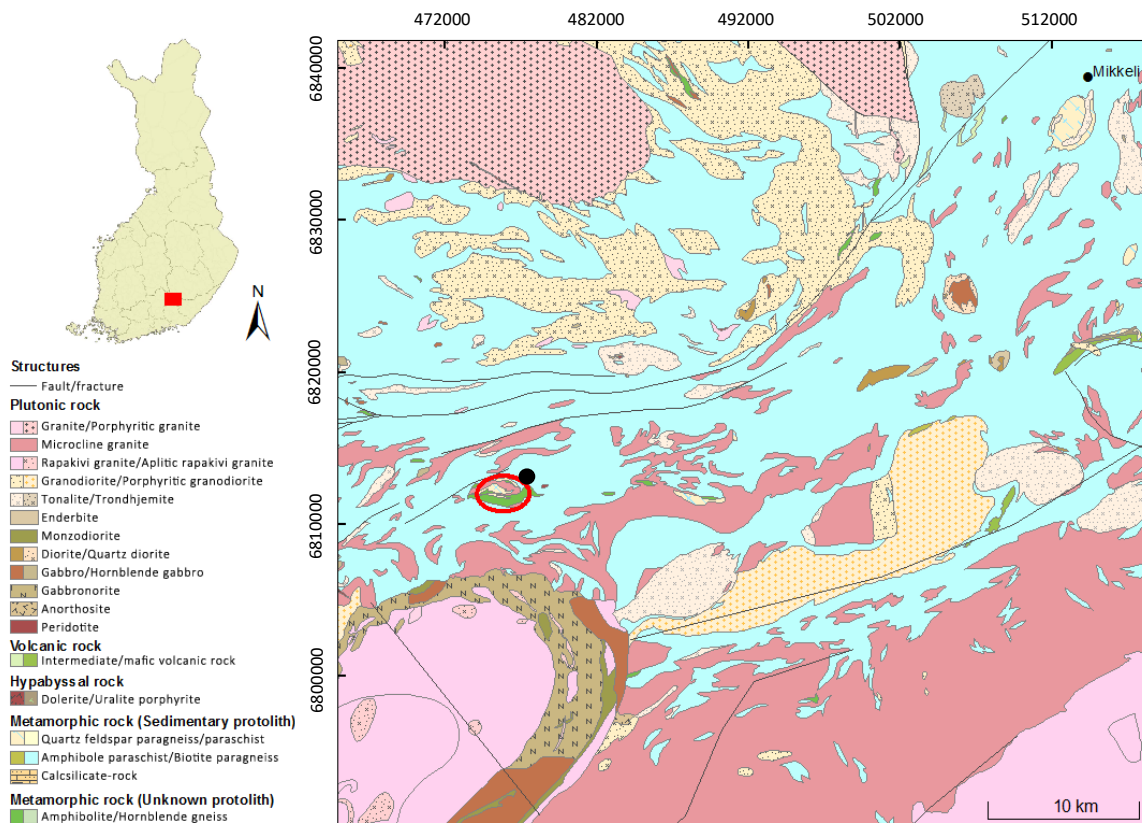 472000 482000 492000 502000 512000
6840000
6830000
6820000
6810000
6800000
Mikkeli
10 km
N
Structures
Fault/fracture
Plutonic rock
Granite/Porphyritic granite
Microcline granite
Rapakivi granite/Aplitic rapakivi granite
Granodiorite/Porphyritic granodiorite
Tonalite/Trondhjemite
Enderbite
Monzodiorite
Diorite/Quartz diorite
Gabbro/Hornblende gabbro
Gabbronorite
Anorthosite
Peridotite
Volcanic rock
Intermediate/mafic volcanic rock
Hypabyssal rock
Dolerite/Uralite porphyrite
Metamorphic rock (Sedimentary protolith)
Quartz feldspar paragneiss/paraschist
Amphibole paraschist/Biotite paragneiss
Calcsilicate-rock
Metamorphic rock (Unknown protolith)
Amphibolite/Hornblende gneiss